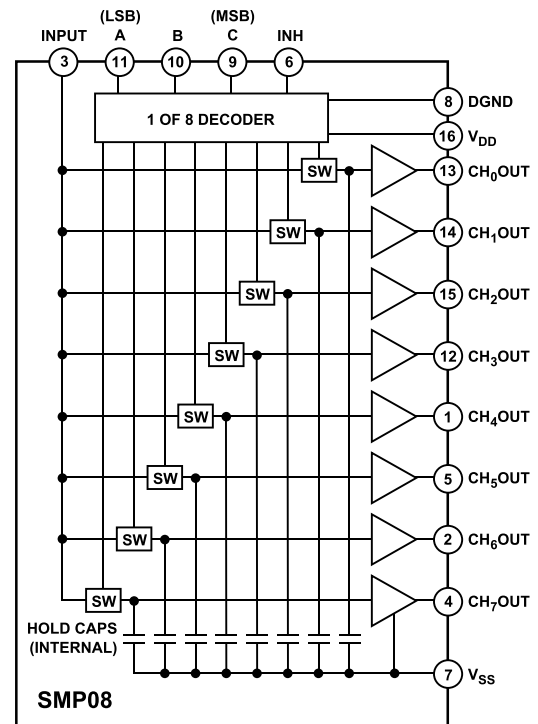 (LSB) (MSB)
INPUT A B C INH
3 11 10 9 6
8 DGND
1 OF 8 DECODER
16 VDD
SW 13 CH0OUT
SW 14 CH1OUT
SW 15 CH2OUT
SW 12 CH3OUT
SW 1 CH4OUT
SW 5 CH5OUT
SW 2 CH6OUT
SW 4 CH7OUT
HOLD CAPS
(INTERNAL)
7 VSS
SMP08